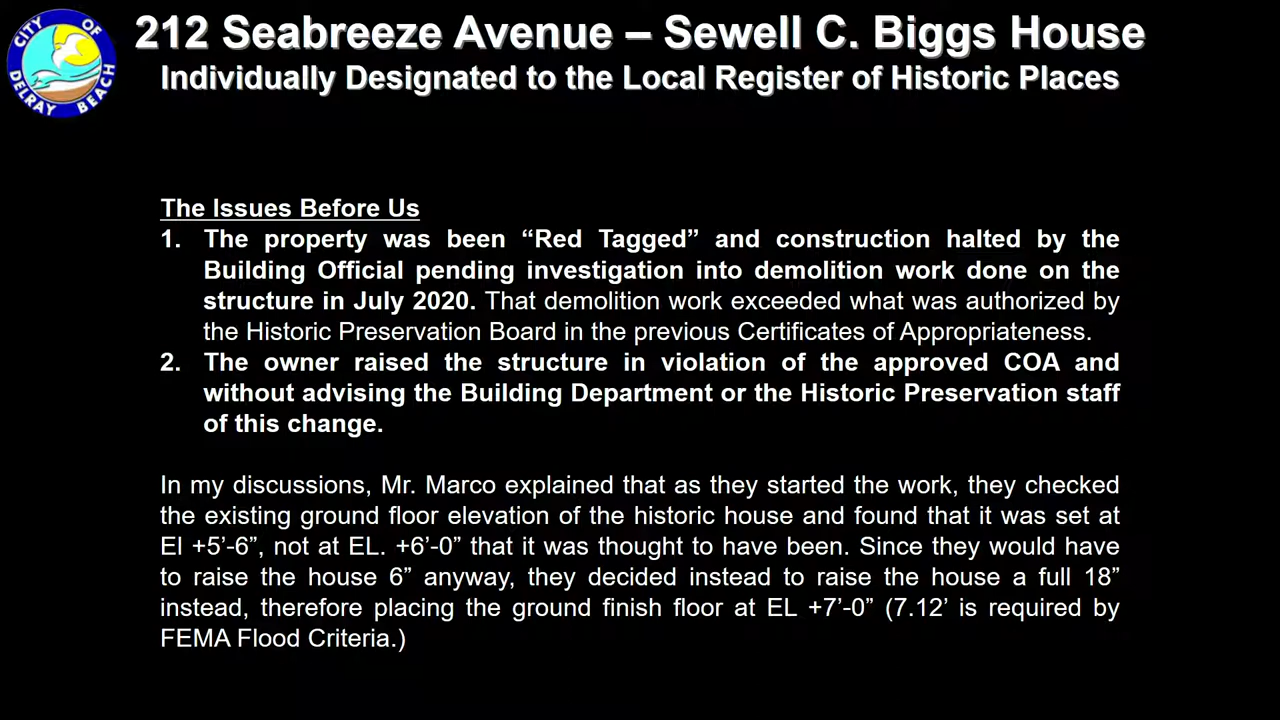 CITY OF DELRAY BEACH
212 Seabreeze Avenue – Sewell C. Biggs House
Individually Designated to the Local Register of Historic Places
The Issues Before Us
1. The property was been “Red Tagged” and construction halted by the
Building Official pending investigation into demolition work done on the
structure in July 2020. That demolition work exceeded what was authorized by
the Historic Preservation Board in the previous Certificates of Appropriateness.
2. The owner raised the structure in violation of the approved COA and
without advising the Building Department or the Historic Preservation staff
of this change.
In my discussions, Mr. Marco explained that as they started the work, they checked
the existing ground floor elevation of the historic house and found that it was set at
El +5’-6”, not at EL. +6’-0” that it was thought to have been. Since they would have
to raise the house 6” anyway, they decided instead to raise the house a full 18”
instead, therefore placing the ground finish floor at EL +7’-0” (7.12’ is required by
FEMA Flood Criteria.)